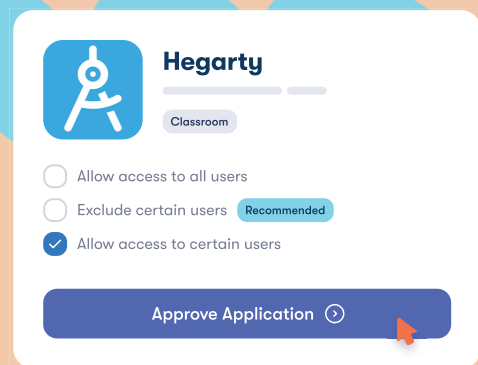 Hegarty
Classroom
Allow access to all users
Exclude certain users Recommended
Allow access to certain users
Approve Application